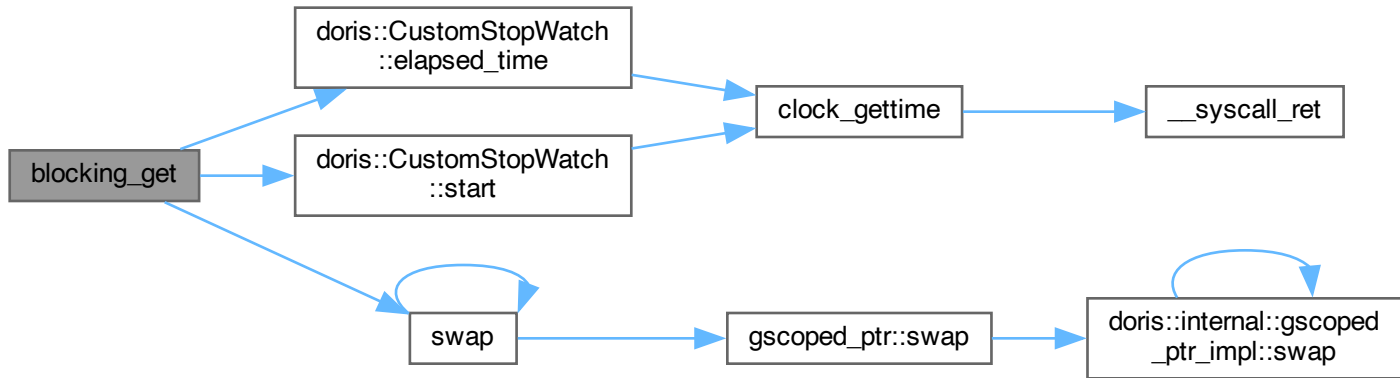 doris::CustomStopWatch
::elapsed_time
clock_gettime
__syscall_ret
blocking_get
doris::CustomStopWatch
::start
swap
gscoped_ptr::swap
doris::internal::gscoped
_ptr_impl::swap